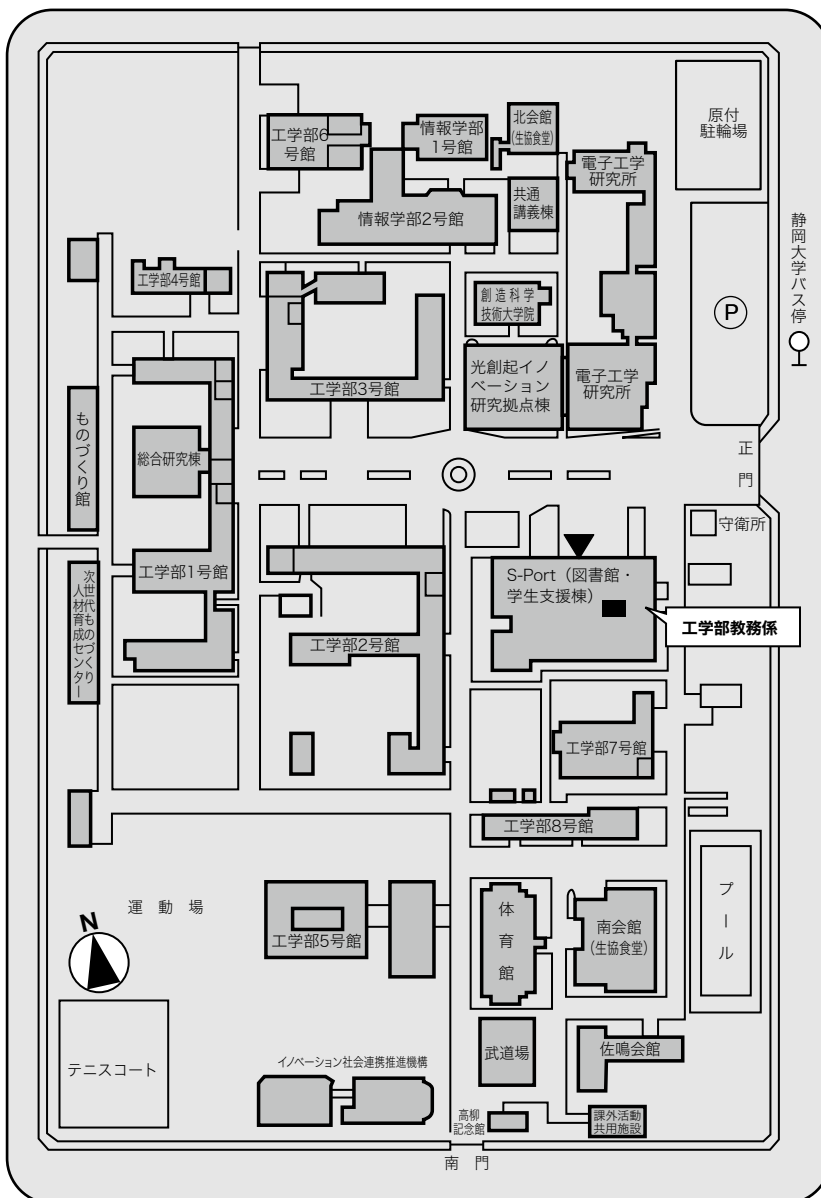 工学部6
号館
情報学部
1号館
北会館
(生協食堂)
原付
駐輪場
電子工学
研究所
共通
講義棟
情報学部2号館
静岡大学バス停
工学部4号館
創造科学
技術大学院
P
工学部3号館
光創起イノ
ベーション
研究拠点棟
電子工学
研究所
ものづくり館
総合研究棟
正門
守衛所
工学部1号館
S-Port（図書館・
学生支援棟）
次世代ものづくり
人材育成センター
工学部2号館
工学部教務係
工学部7号館
工学部8号館
N
運動場
工学部5号館
体育館
南会館
(生協食堂)
プール
テニスコート
イノベーション社会連携推進機構
武道場
佐鳴会館
高柳
記念館
課外活動
共用施設
南門